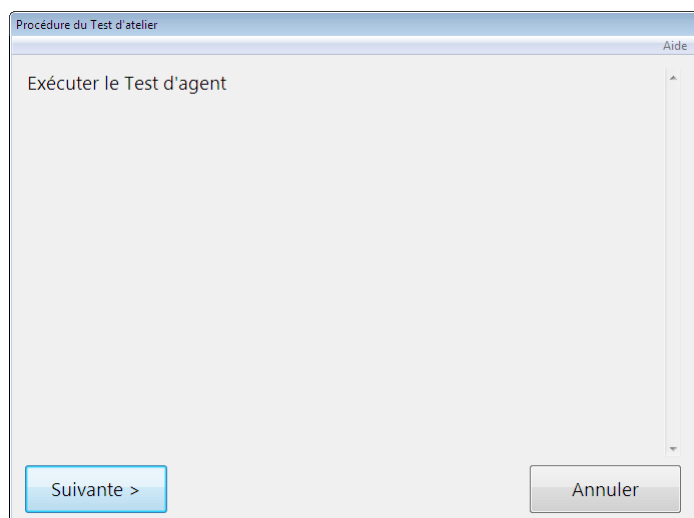 Procédure du Test d'atelier
Aide
Exécuter le Test d'agent
Suivante >
Annuler